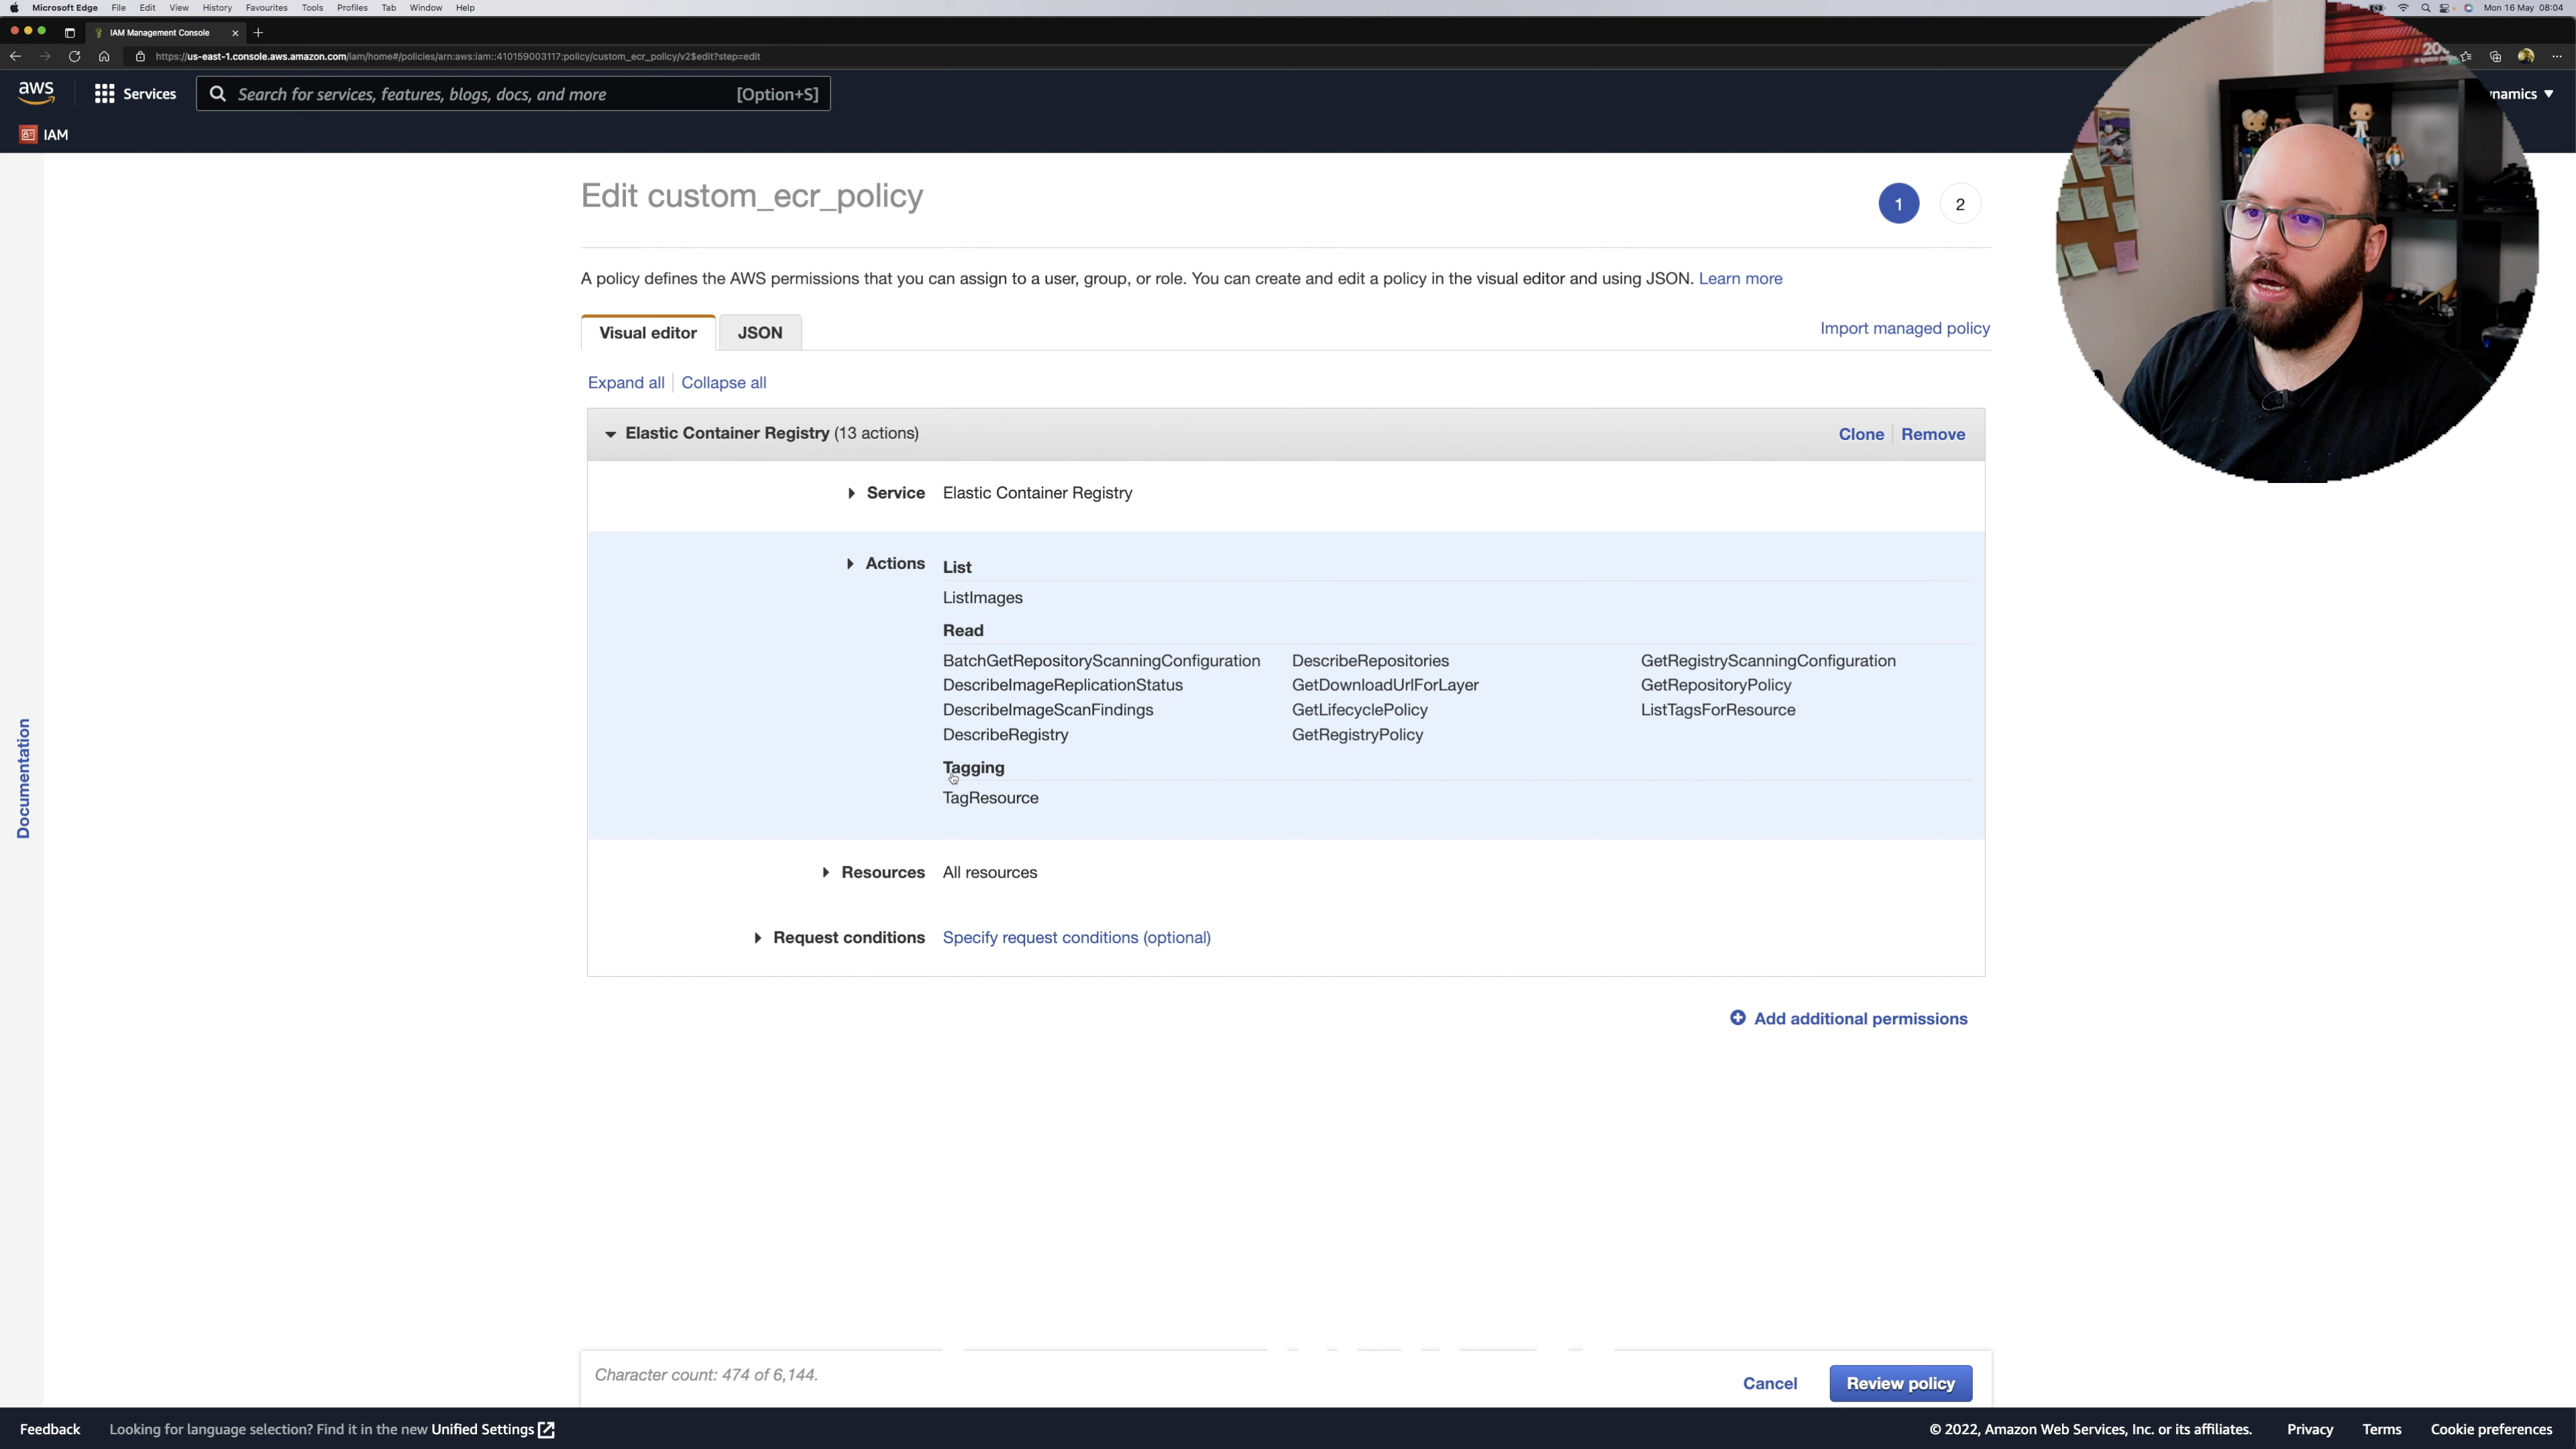 Microsoft Edge File Edit View History Favourites Tools Profiles Tab Window Help Mon 16 May 08:04
IAM Management Console
https://us-east-1.console.aws.amazon.com/iam/home#/policies/arn:aws:iam::410159003117:policy/custom_ecr_policy/v2$edit?step=edit
aws Services Search for services, features, blogs, docs, and more [Option+S] namics
IAM
Edit custom_ecr_policy
1 2
A policy defines the AWS permissions that you can assign to a user, group, or role. You can create and edit a policy in the visual editor and using JSON. Learn more
Visual editor JSON Import managed policy
Expand all Collapse all
Elastic Container Registry (13 actions) Clone Remove
Service Elastic Container Registry
Actions List
ListImages
Read
BatchGetRepositoryScanningConfiguration DescribeRepositories GetRegistryScanningConfiguration
DescribeImageReplicationStatus GetDownloadUrlForLayer GetRepositoryPolicy
DescribeImageScanFindings GetLifecyclePolicy ListTagsForResource
DescribeRegistry GetRegistryPolicy
Tagging
TagResource
Resources All resources
Request conditions Specify request conditions (optional)
Add additional permissions
Documentation
Character count: 474 of 6,144.
Cancel Review policy
Feedback Looking for language selection? Find it in the new Unified Settings © 2022, Amazon Web Services, Inc. or its affiliates. Privacy Terms Cookie preferences